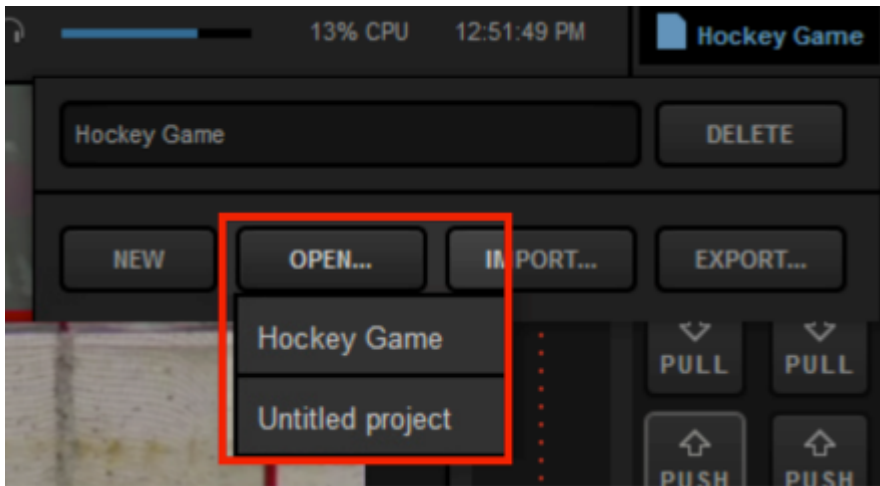 13% CPU 12:51:49 PM Hockey Game
Hockey Game DELETE
NEW OPEN... IMPORT... EXPORT...
Hockey Game
Untitled project
PULL PULL
PUSH PUSH